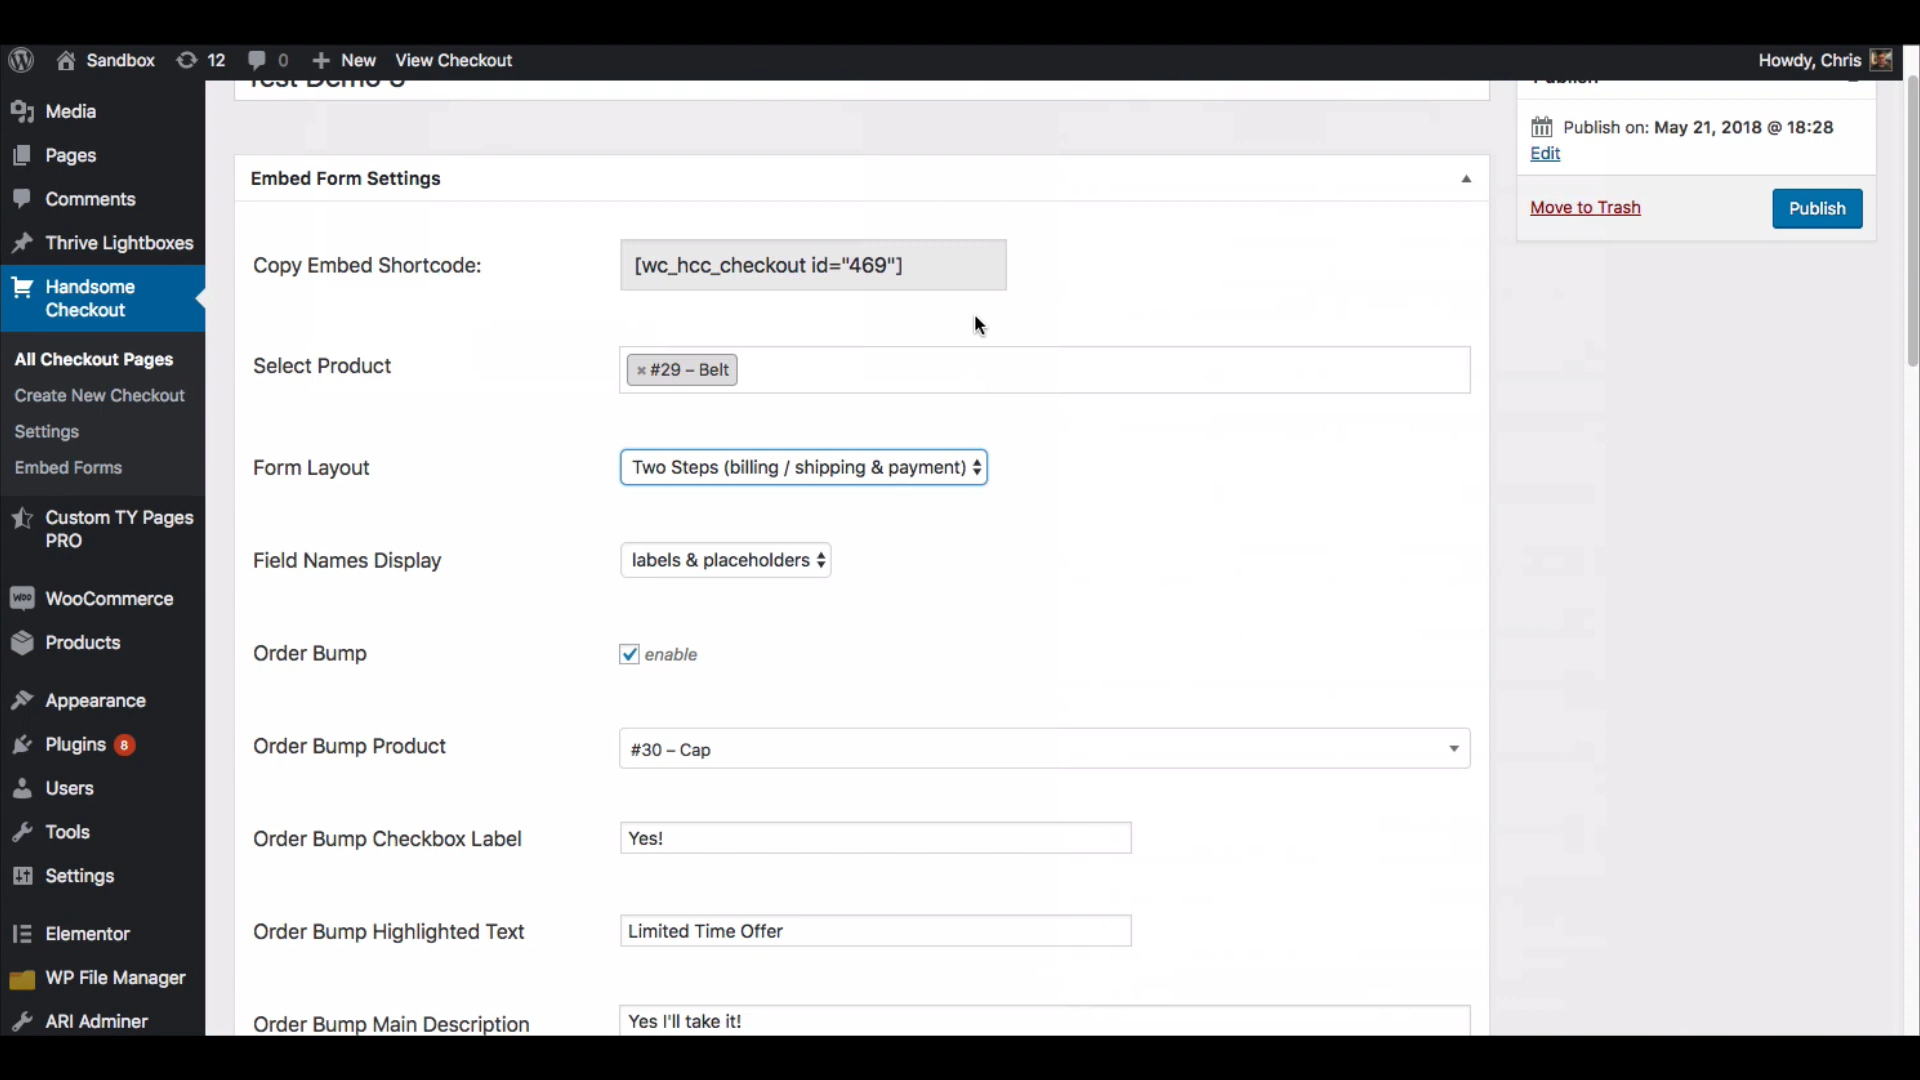 Sandbox 12 0 New View Checkout Howdy, Chris
Media
Pages
Comments
Thrive Lightboxes
Handsome
Checkout
All Checkout Pages
Create New Checkout
Settings
Embed Forms
Custom TY Pages
PRO
WooCommerce
Products
Appearance
Plugins 8
Users
Tools
Settings
Elementor
WP File Manager
ARI Adminer
Test Demo
Embed Form Settings
Copy Embed Shortcode: [wc_hcc_checkout id="469"]
Select Product × #29 – Belt
Form Layout Two Steps (billing / shipping & payment)
Field Names Display labels & placeholders
Order Bump enable
Order Bump Product #30 – Cap
Order Bump Checkbox Label Yes!
Order Bump Highlighted Text Limited Time Offer
Order Bump Main Description Yes I'll take it!
Publish
Publish on: May 21, 2018 @ 18:28
Edit
Move to Trash Publish